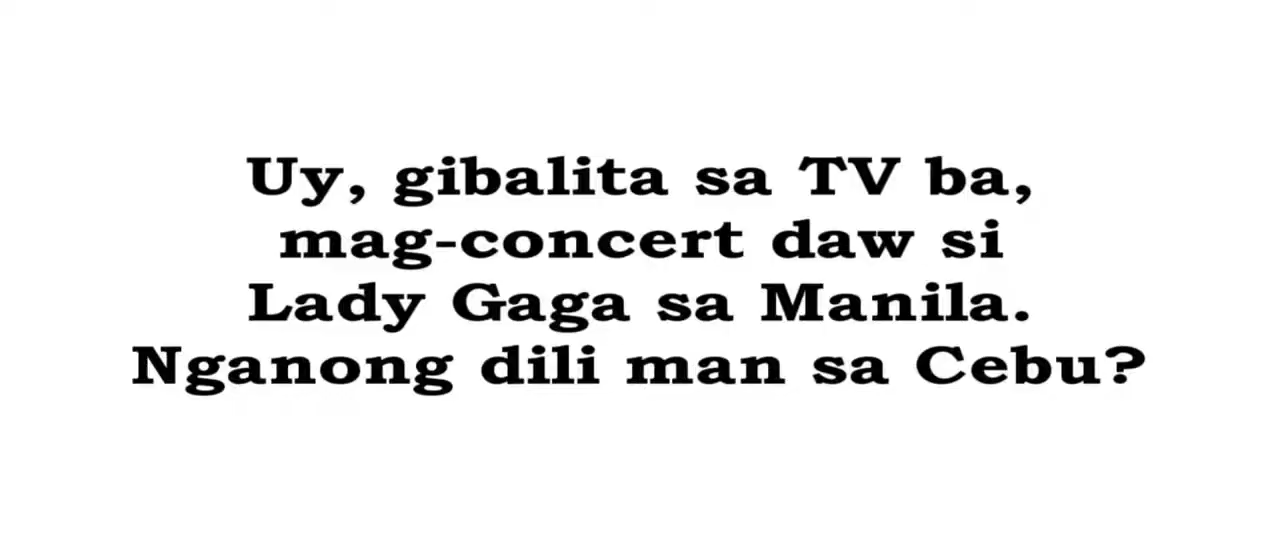 Uy, gibalita sa TV ba,
mag-concert daw si
Lady Gaga sa Manila.
Nganong dili man sa Cebu?